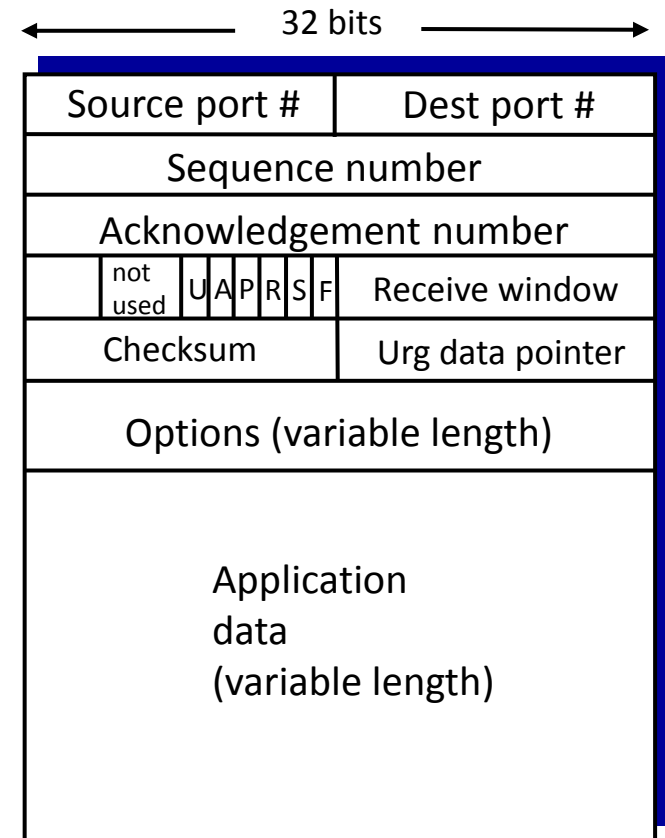 32 bits
Source port # Dest port #
Sequence number
Acknowledgement number
not
used U A P R S F Receive window
Checksum Urg data pointer
Options (variable length)
Application
data
(variable length)